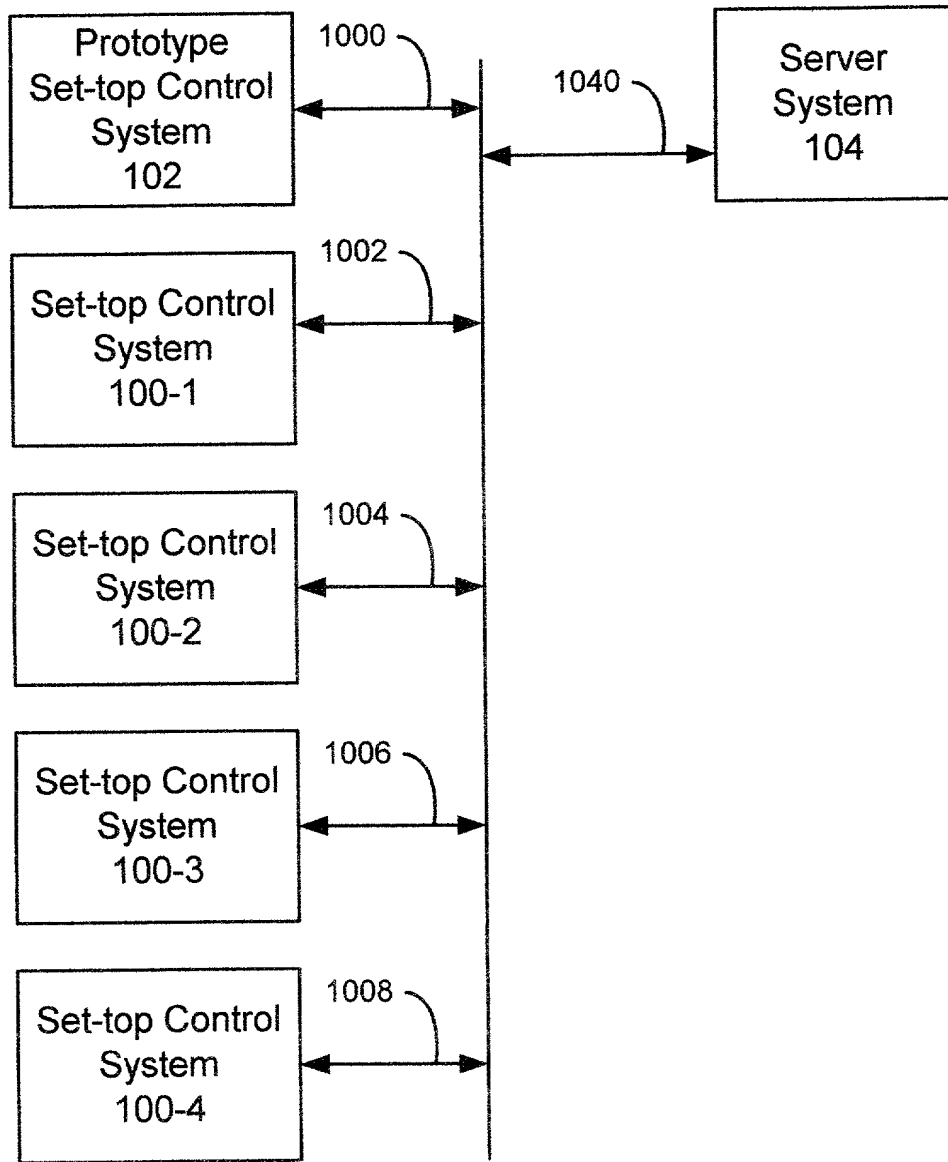 Prototype
Set-top Control
System
102
1000
1040
Server
System
104
1002
Set-top Control
System
100-1
1004
Set-top Control
System
100-2
1006
Set-top Control
System
100-3
1008
Set-top Control
System
100-4